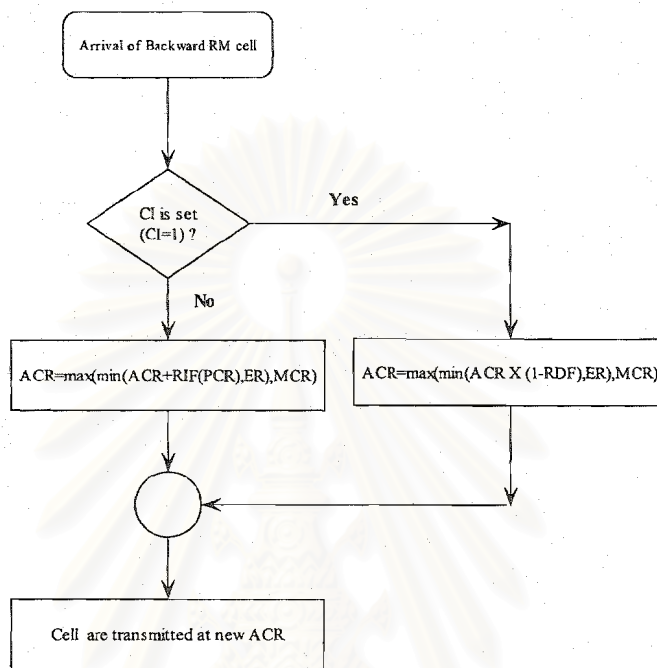 Arrival of Backward RM cell
CI is set
(CI=1) ?
Yes
No
ACR=max(min(ACR+RIF(PCR),ER),MCR)
ACR=max(min(ACR X (1-RDF),ER),MCR)
Cell are transmitted at new ACR